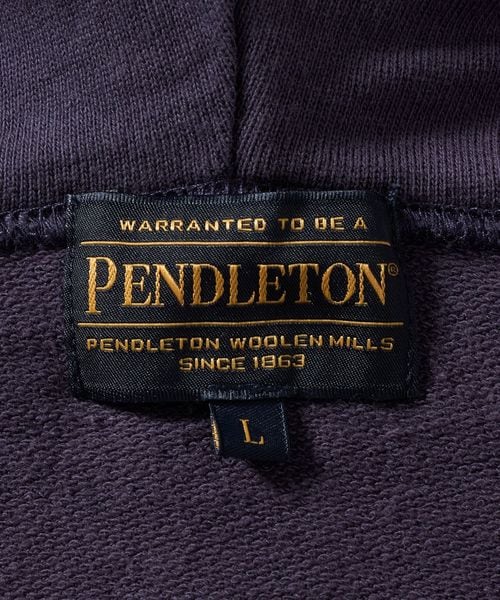 WARRANTED TO BE A
PENDLETON®
PENDLETON WOOLEN MILLS
SINCE 1863
L